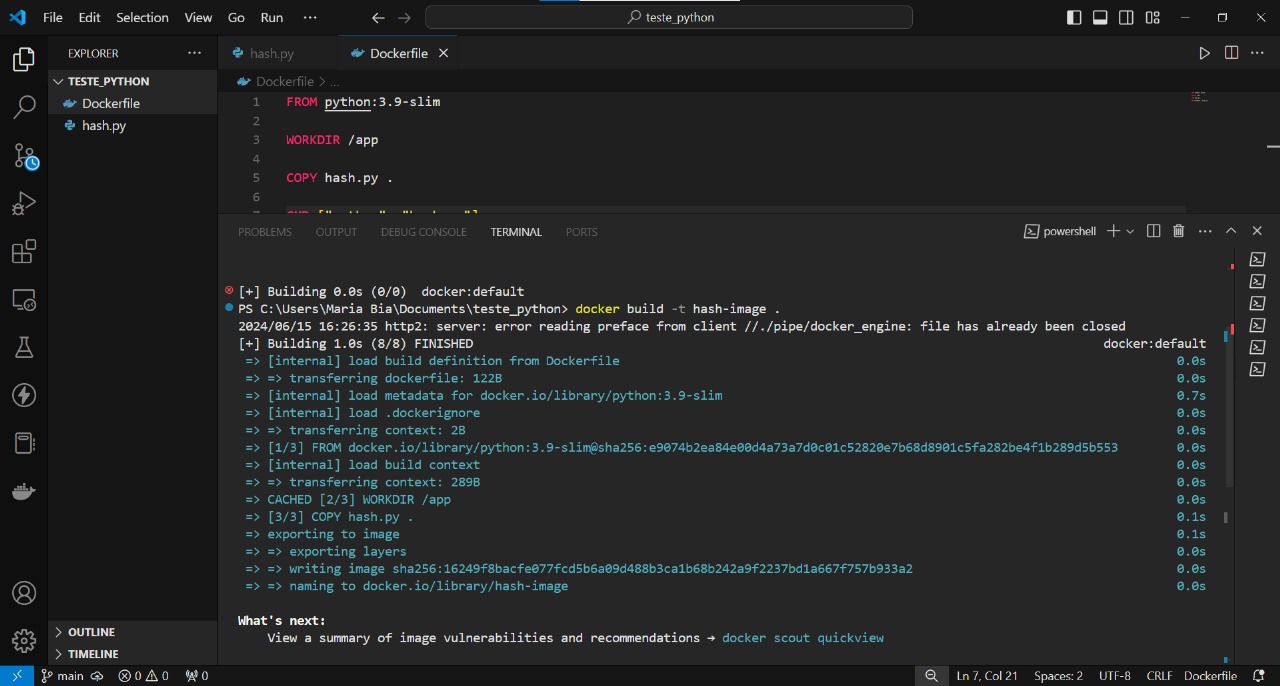 File Edit Selection View Go Run ···
teste_python
EXPLORER
hash.py
Dockerfile
TESTE_PYTHON
Dockerfile
hash.py
Dockerfile > ...
1 FROM python:3.9-slim
2
3 WORKDIR /app
4
5 COPY hash.py .
6
PROBLEMS OUTPUT DEBUG CONSOLE TERMINAL PORTS
powershell
[+] Building 0.0s (0/0) docker:default
PS C:\Users\Maria Bia\Documents\teste_python> docker build -t hash-image .
2024/06/15 16:26:35 http2: server: error reading preface from client //./pipe/docker_engine: file has already been closed
[+] Building 1.0s (8/8) FINISHED docker:default
=> [internal] load build definition from Dockerfile 0.0s
=> => transferring dockerfile: 122B 0.0s
=> [internal] load metadata for docker.io/library/python:3.9-slim 0.7s
=> [internal] load .dockerignore 0.0s
=> => transferring context: 2B 0.0s
=> [1/3] FROM docker.io/library/python:3.9-slim@sha256:e9074b2ea84e00d4a73a7d0c01c52820e7b68d8901c5fa282be4f1b289d5b553 0.0s
=> [internal] load build context 0.0s
=> => transferring context: 289B 0.0s
=> CACHED [2/3] WORKDIR /app 0.0s
=> [3/3] COPY hash.py . 0.1s
=> exporting to image 0.1s
=> => exporting layers 0.0s
=> => writing image sha256:16249f8bacfe077fcd5b6a09d488b3ca1b68b242a9f2237bd1a667f757b933a2 0.0s
=> => naming to docker.io/library/hash-image 0.0s
What's next:
View a summary of image vulnerabilities and recommendations → docker scout quickview
OUTLINE
TIMELINE
main 0 0 0 Ln 7, Col 21 Spaces: 2 UTF-8 CRLF Dockerfile